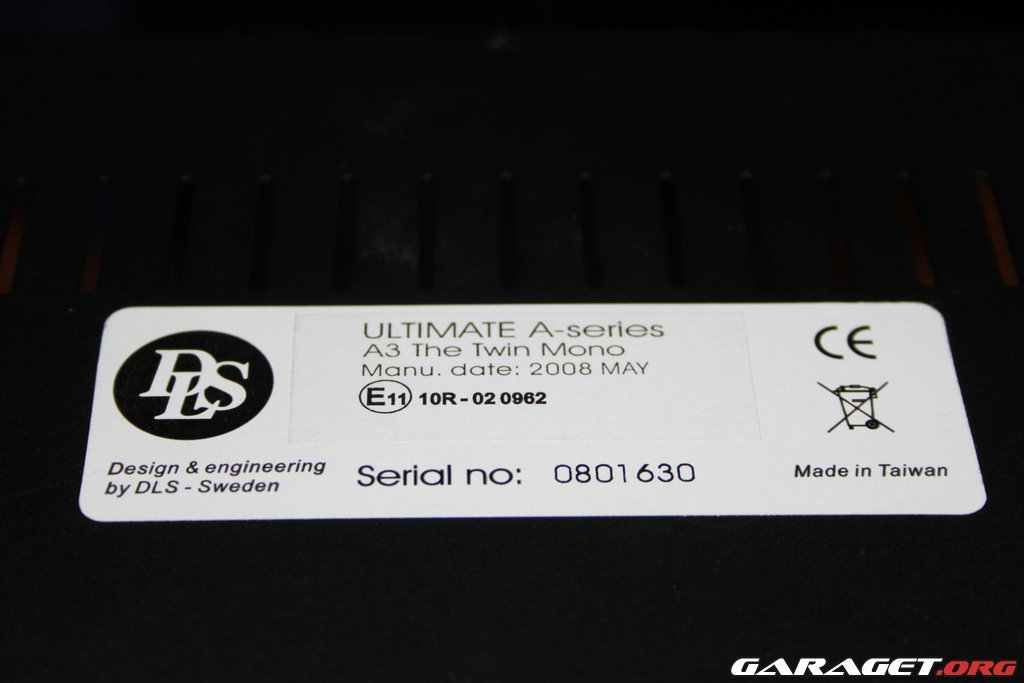 ULTIMATE A-series
A3 The Twin Mono
Manu. date: 2008 MAY
E11 10R - 02 0962
DLS
Design & engineering
by DLS - Sweden
Serial no: 0801630
CE
Made in Taiwan
GARAGET.ORG